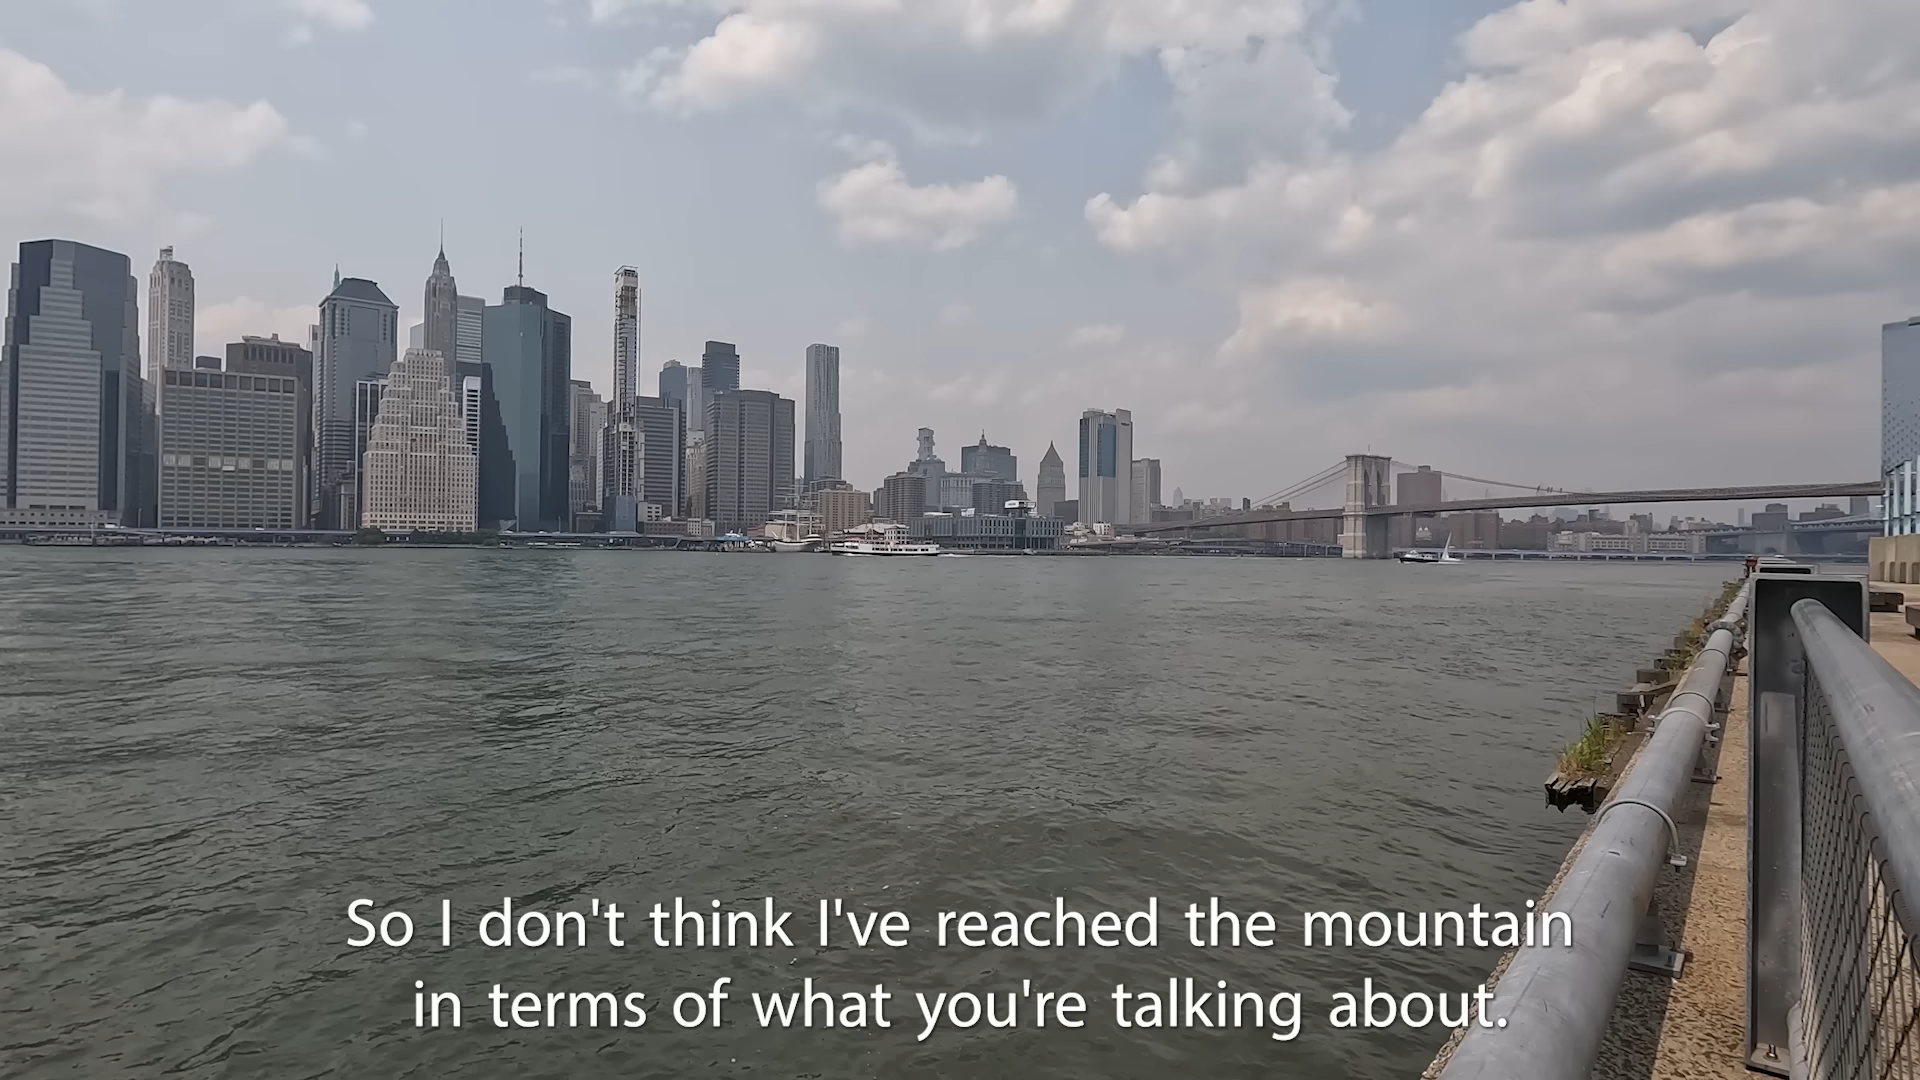 So I don't think I've reached the mountain
in terms of what you're talking about.